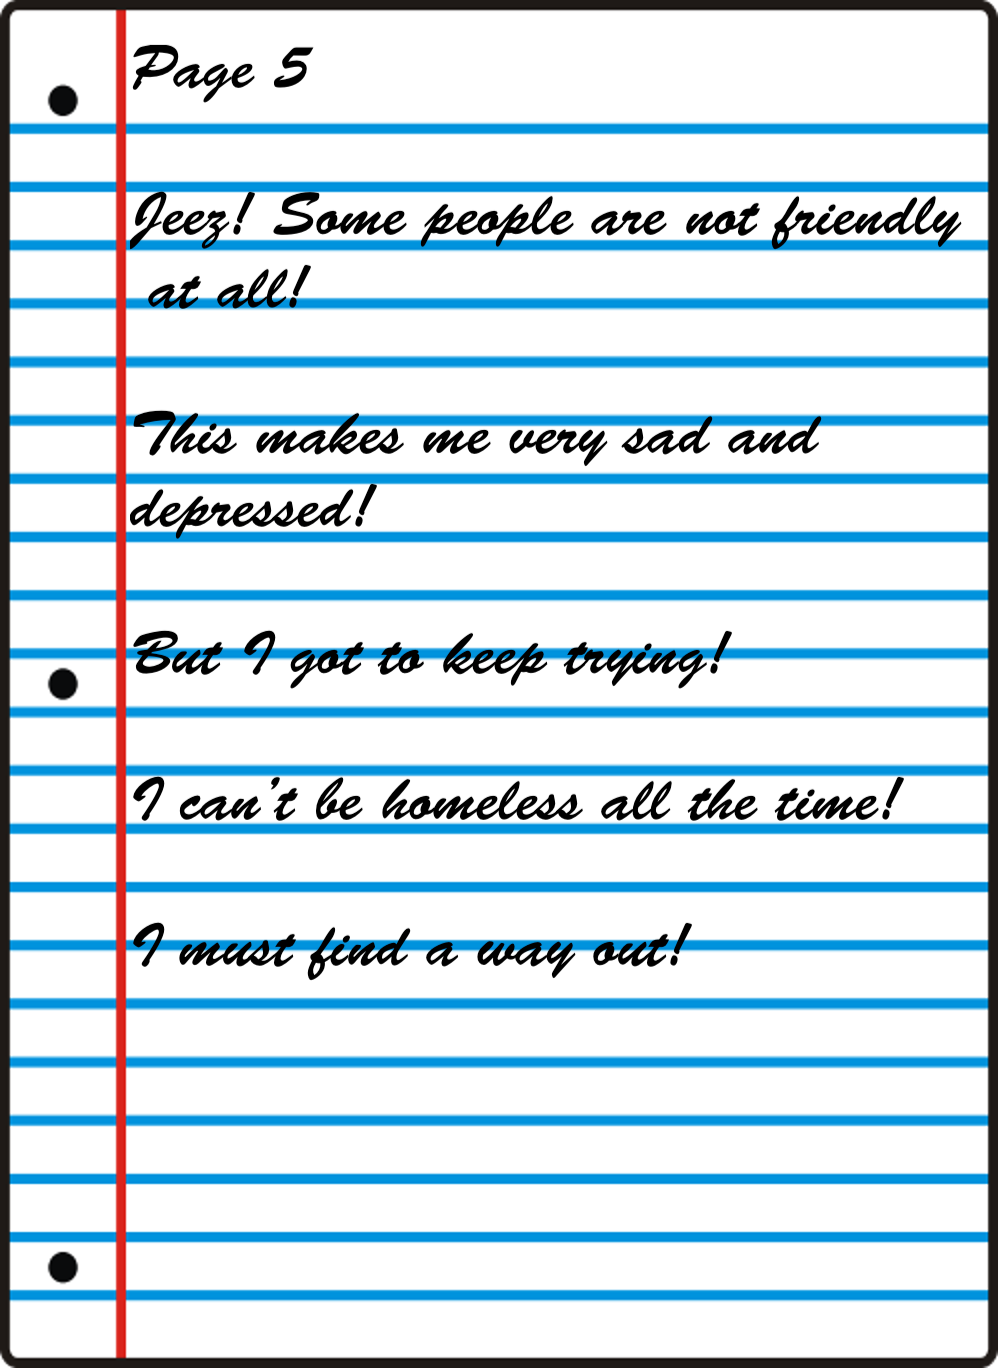 Page 5
Jeez! Some people are not friendly
at all!
This makes me very sad and
depressed!
But I got to keep trying!
I can't be homeless all the time!
I must find a way out!